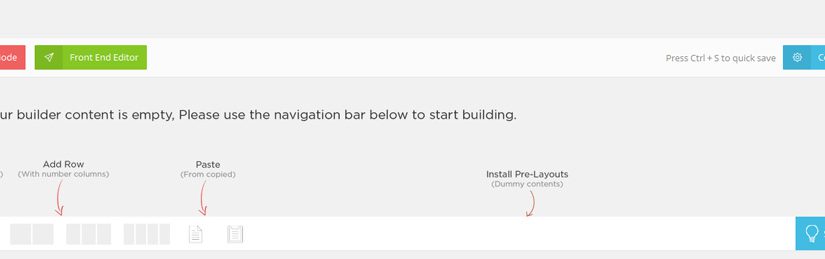 ode
Front End Editor
Press Ctrl + S to quick save
ur builder content is empty, Please use the navigation bar below to start building.
Add Row
(With number columns)
Paste
(From copied)
Install Pre-Layouts
(Dummy contents)